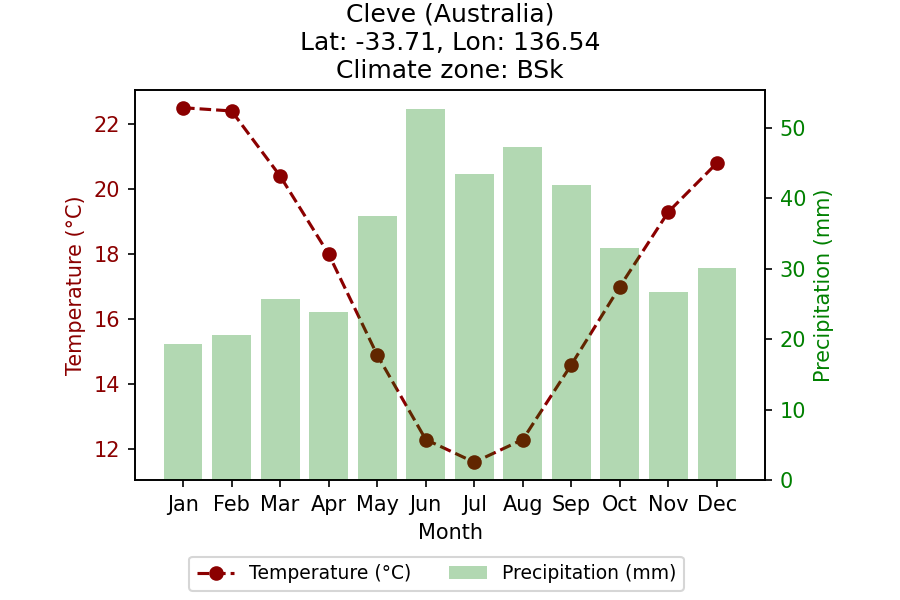 Cleve (Australia)
Lat: -33.71, Lon: 136.54
Climate zone: BSk
Temperature (°C)
22
20
18
16
14
12
50
40
30
20
10
0
Precipitation (mm)
Jan Feb Mar Apr May Jun Jul Aug Sep Oct Nov Dec
Month
Temperature (°C) Precipitation (mm)